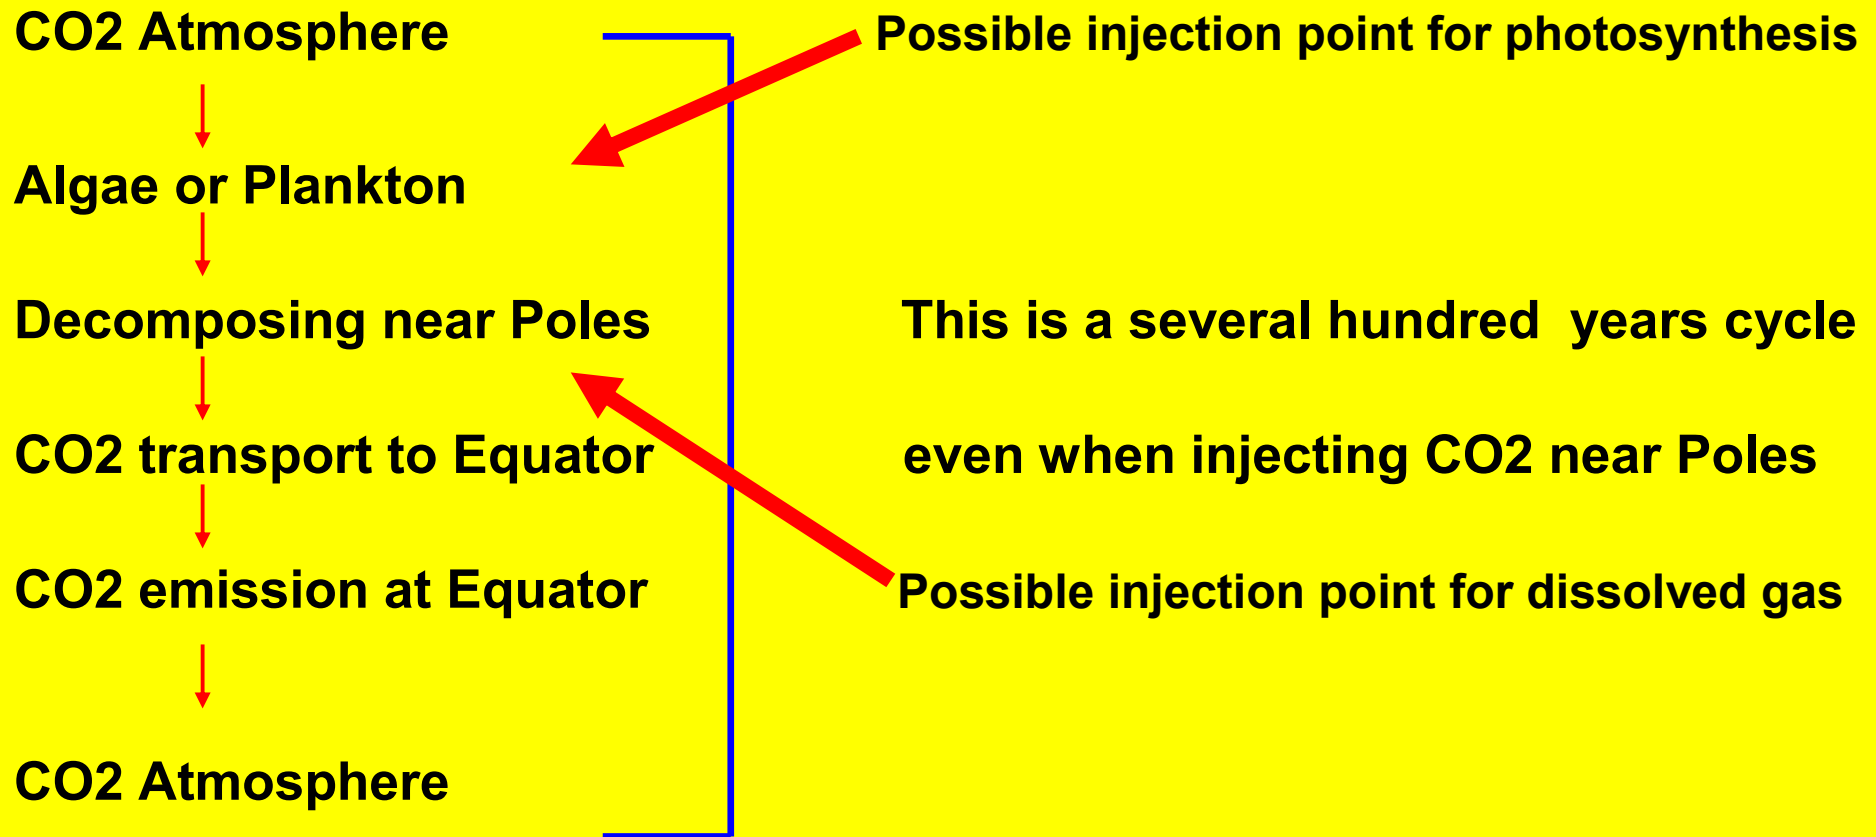 CO2 Atmosphere
Possible injection point for photosynthesis
Algae or Plankton
Decomposing near Poles
This is a several hundred years cycle
CO2 transport to Equator
even when injecting CO2 near Poles
CO2 emission at Equator
Possible injection point for dissolved gas
CO2 Atmosphere